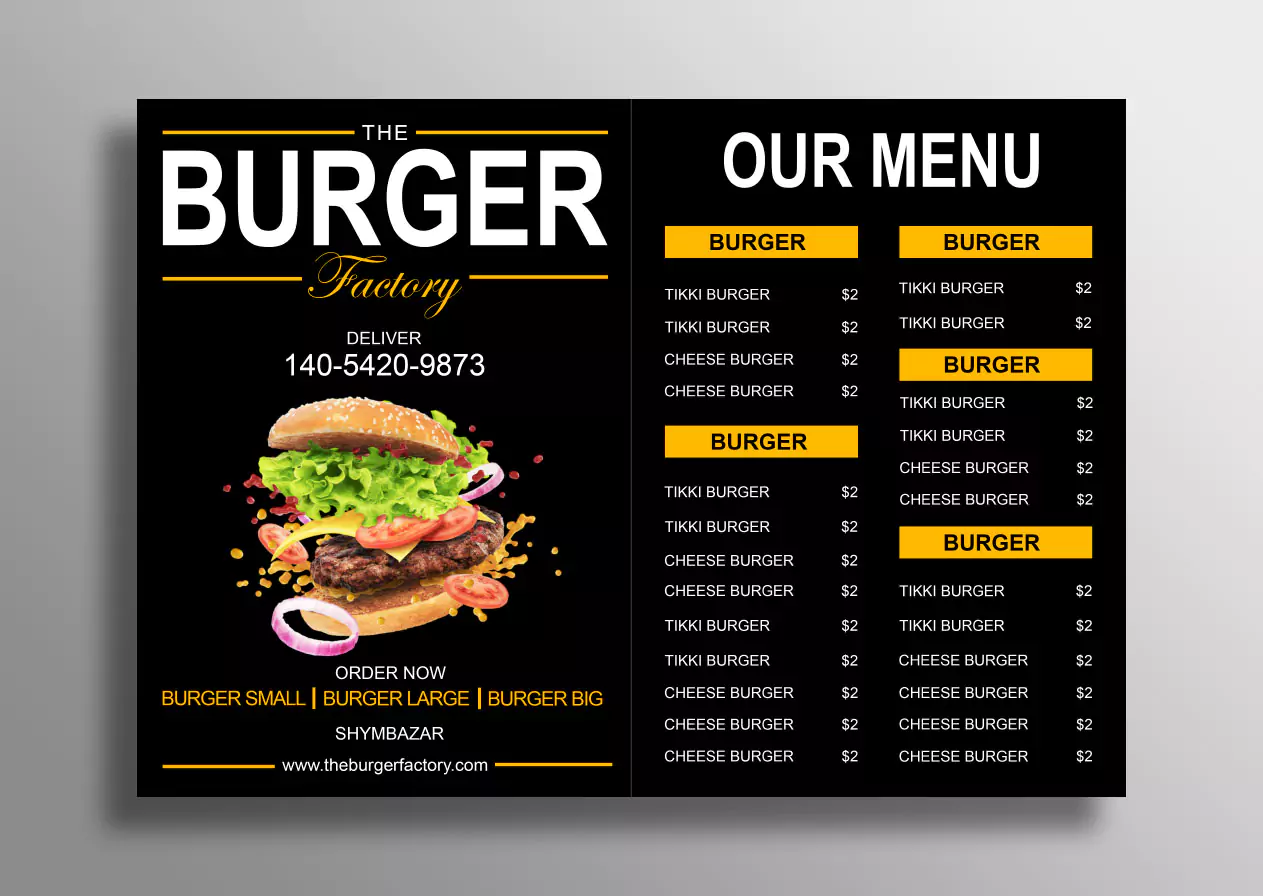 THE
BURGER
Factory
DELIVER
140-5420-9873
ORDER NOW
BURGER SMALL | BURGER LARGE | BURGER BIG
SHYMBAZAR
www.theburgerfactory.com
OUR MENU
BURGER
TIKKI BURGER $2
TIKKI BURGER $2
CHEESE BURGER $2
CHEESE BURGER $2
BURGER
TIKKI BURGER $2
TIKKI BURGER $2
CHEESE BURGER $2
CHEESE BURGER $2
TIKKI BURGER $2
TIKKI BURGER $2
CHEESE BURGER $2
CHEESE BURGER $2
CHEESE BURGER $2
BURGER
TIKKI BURGER $2
TIKKI BURGER $2
BURGER
TIKKI BURGER $2
TIKKI BURGER $2
CHEESE BURGER $2
CHEESE BURGER $2
BURGER
TIKKI BURGER $2
TIKKI BURGER $2
CHEESE BURGER $2
CHEESE BURGER $2
CHEESE BURGER $2
CHEESE BURGER $2